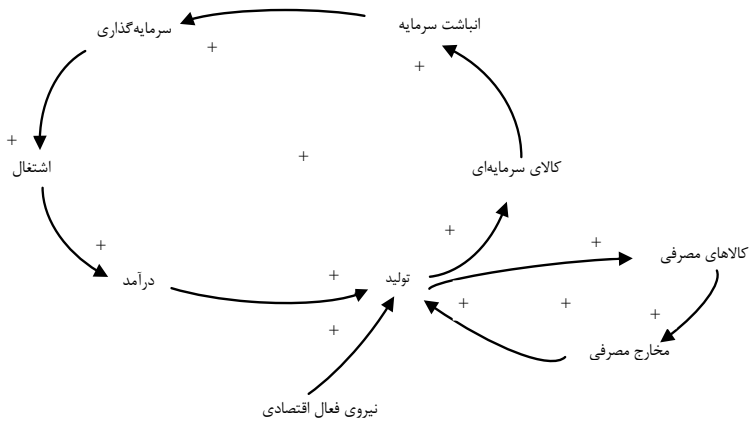 انباشت سرمایه
سرمایه‌گذاری
+
+
+
اشتغال
+
کالای سرمایه‌ای
+
+
+
کالاهای مصرفی
درآمد
+
تولید
+
+
+
+
مخارج مصرفی
نیروی فعال اقتصادی